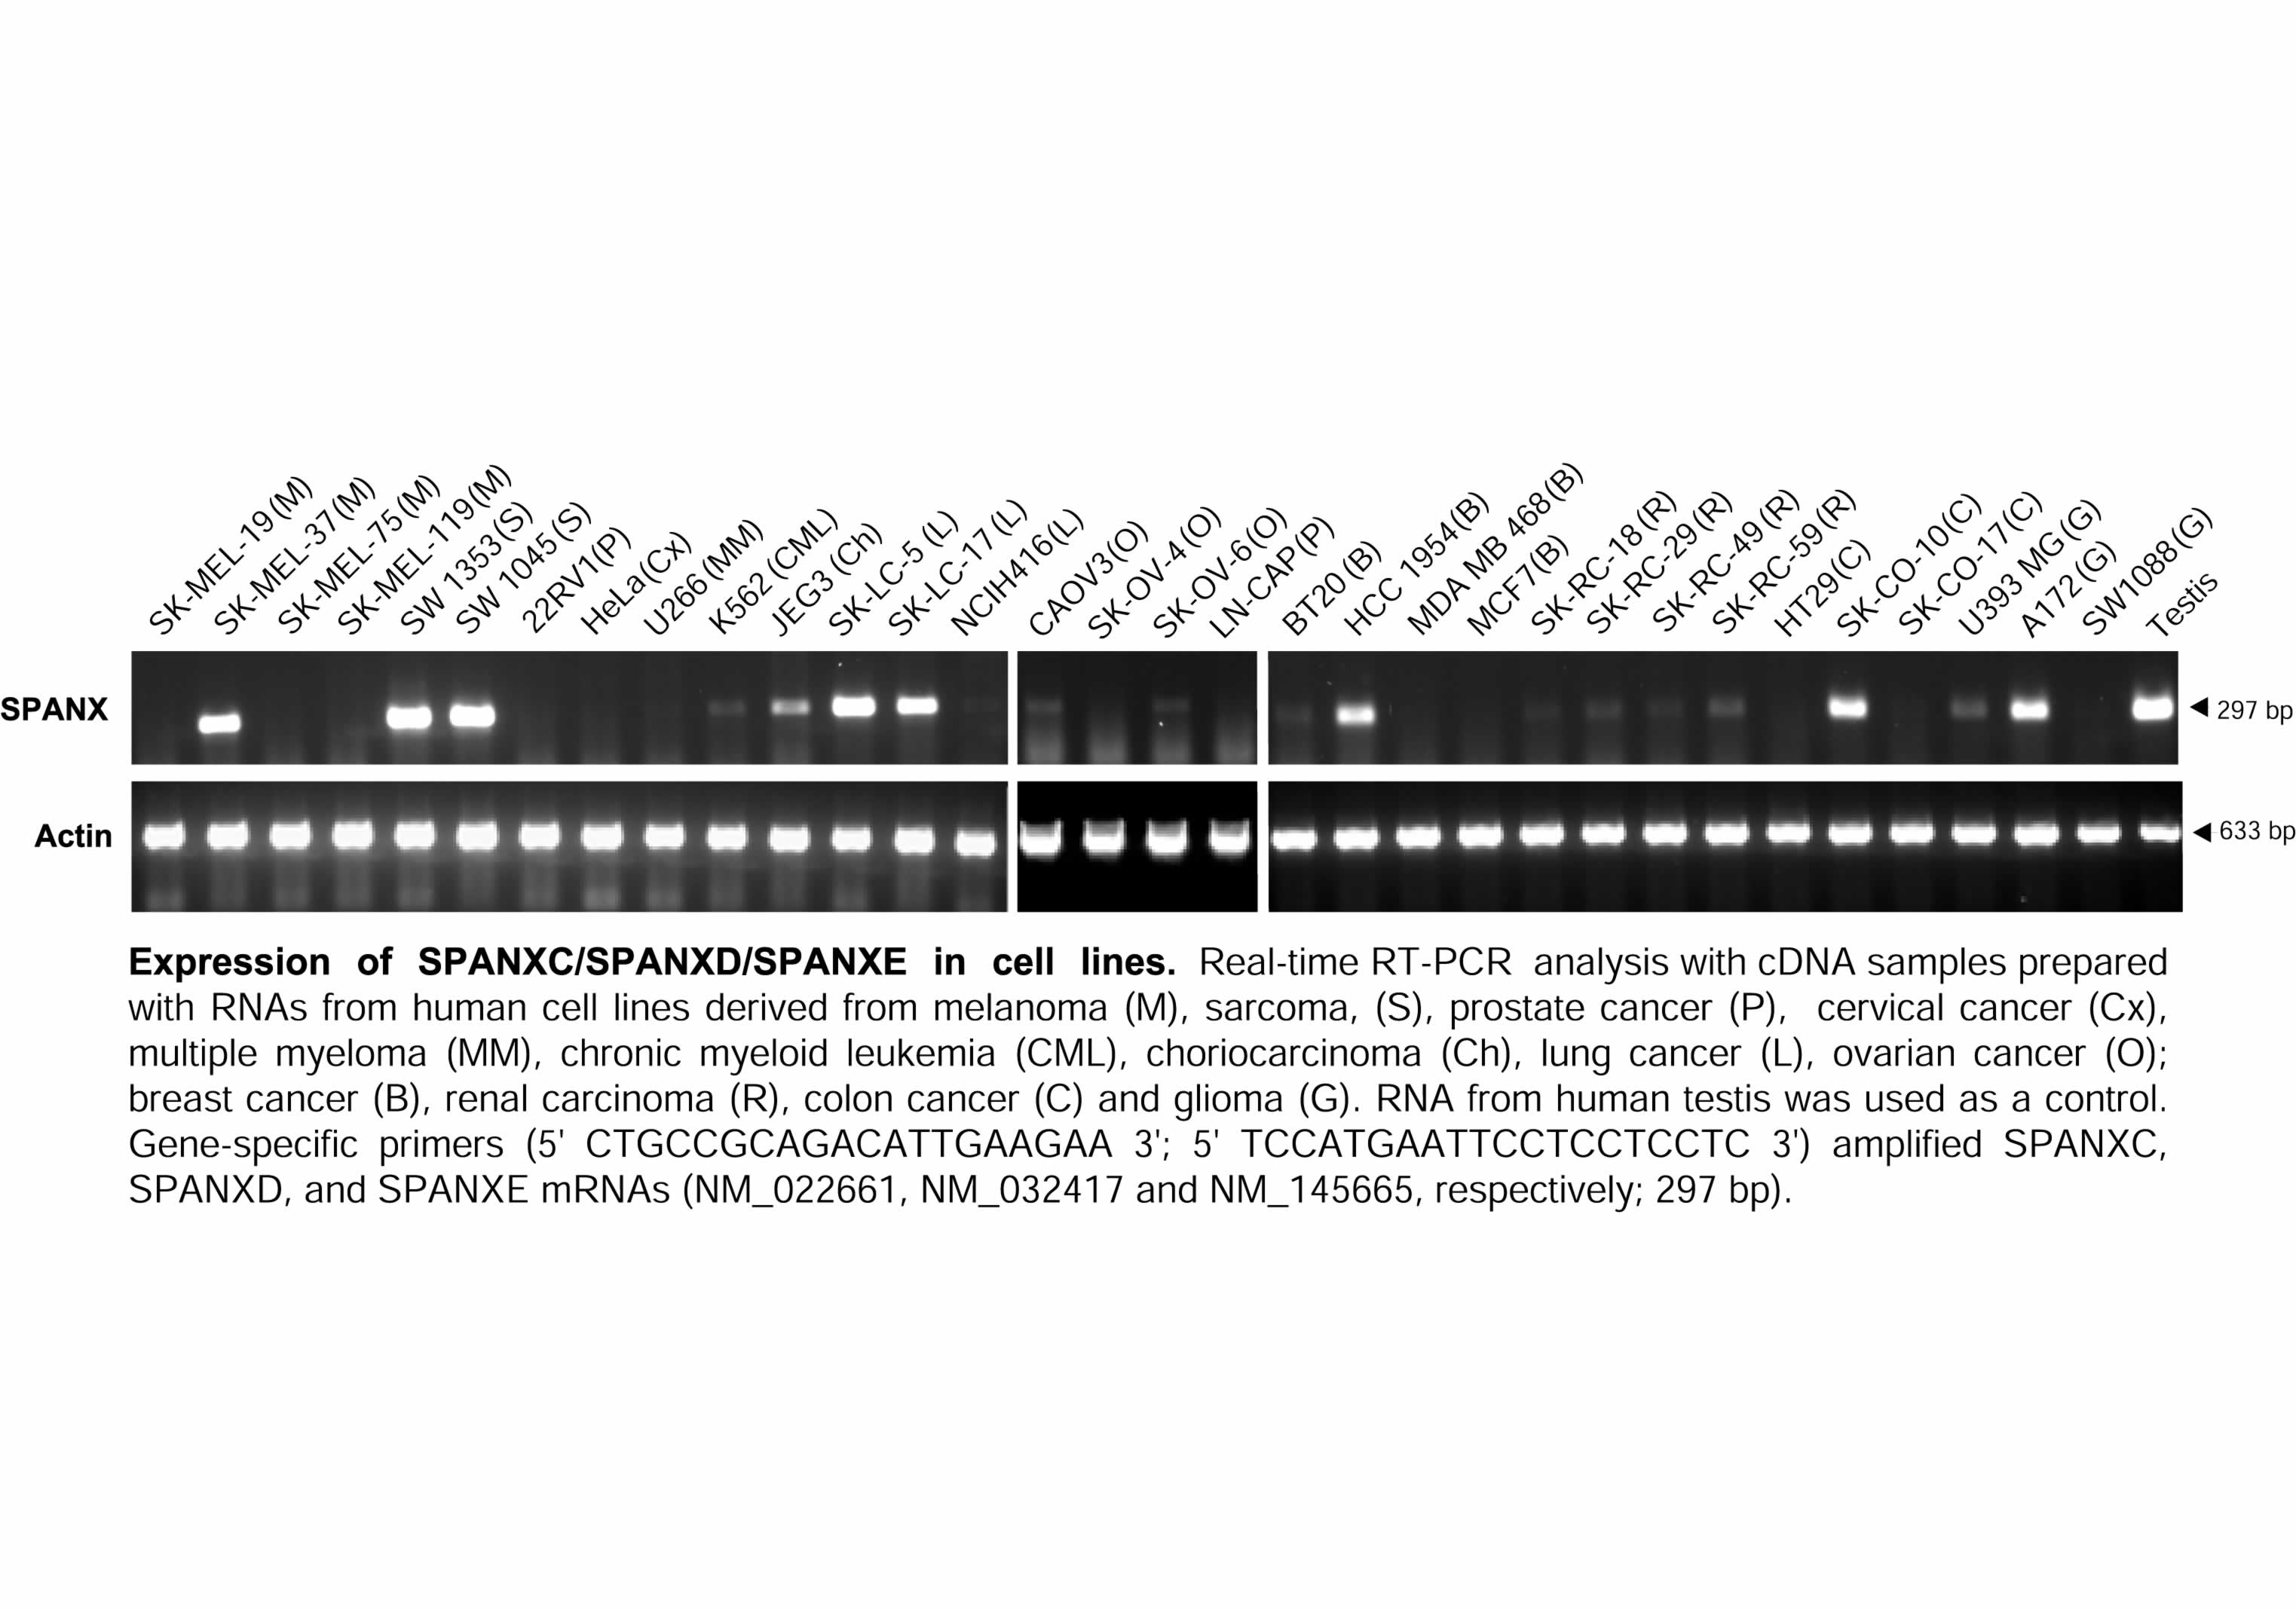 SK-MEL-19(M)
SK-MEL-37(M)
SK-MEL-75(M)
SK-MEL-119(M)
SW 1353(S)
SW 1045(S)
22RV1(P)
HeLa(Cx)
U266(MM)
K562(CML)
JEG3 (Ch)
SK-LC-5 (L)
SK-LC-17(L)
NCIH416(L)
CAOV3(O)
SK-OV-4(O)
SK-OV-6(O)
LN-CAP(P)
BT20(B)
HCC 1954(B)
MDA MB 468(B)
MCF7(B)
SK-RC-18(R)
SK-RC-29(R)
SK-RC-49(R)
SK-RC-59(R)
HT29(C)
SK-CO-10(C)
SK-CO-17(C)
U393 MG(G)
A172(G)
SW1088(G)
Testis
SPANX
297 bp
Actin
633 bp
Expression of SPANXC/SPANXD/SPANXE in cell lines. Real-time RT-PCR analysis with cDNA samples prepared
with RNAs from human cell lines derived from melanoma (M), sarcoma, (S), prostate cancer (P), cervical cancer (Cx),
multiple myeloma (MM), chronic myeloid leukemia (CML), choriocarcinoma (Ch), lung cancer (L), ovarian cancer (O);
breast cancer (B), renal carcinoma (R), colon cancer (C) and glioma (G). RNA from human testis was used as a control.
Gene-specific primers (5' CTGCCGCAGACATTGAAGAA 3'; 5' TCCATGAATTCCTCCTCCTC 3') amplified SPANXC,
SPANXD, and SPANXE mRNAs (NM_022661, NM_032417 and NM_145665, respectively; 297 bp).